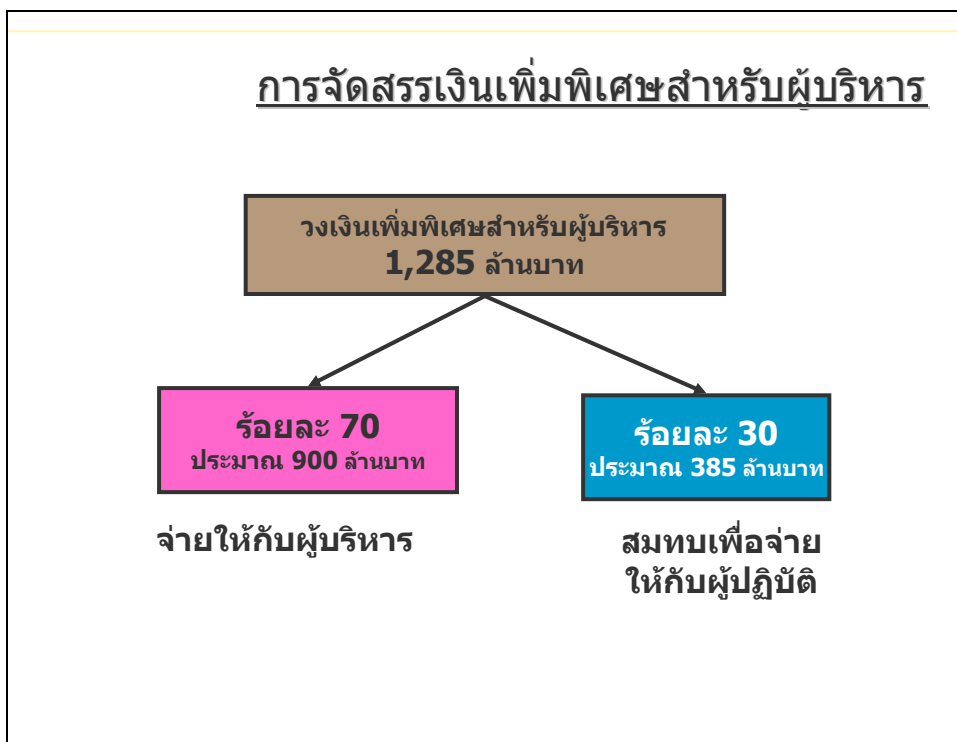 การจัดสรรเงินเพิ่มพิเศษสำหรับผู้บริหาร
วงเงินเพิ่มพิเศษสำหรับผู้บริหาร
1,285 ล้านบาท
ร้อยละ 70
ประมาณ 900 ล้านบาท
ร้อยละ 30
ประมาณ 385 ล้านบาท
จ่ายให้กับผู้บริหาร
สมทบเพื่อจ่าย
ให้กับผู้ปฏิบัติ